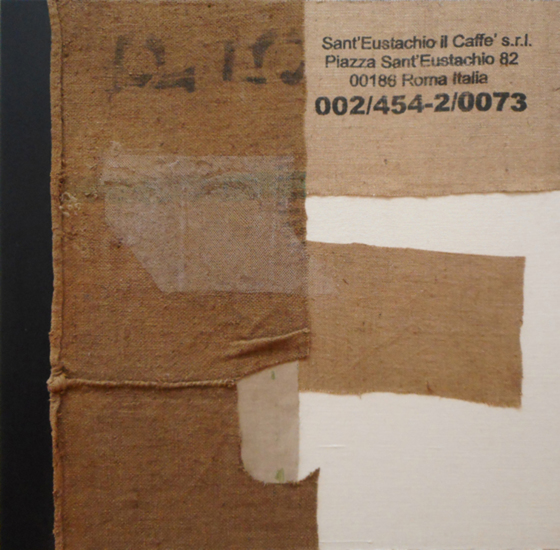 Sant'Eustachio il Caffe' s.r.l.
Piazza Sant'Eustachio 82
00186 Roma Italia
002/454-2/0073